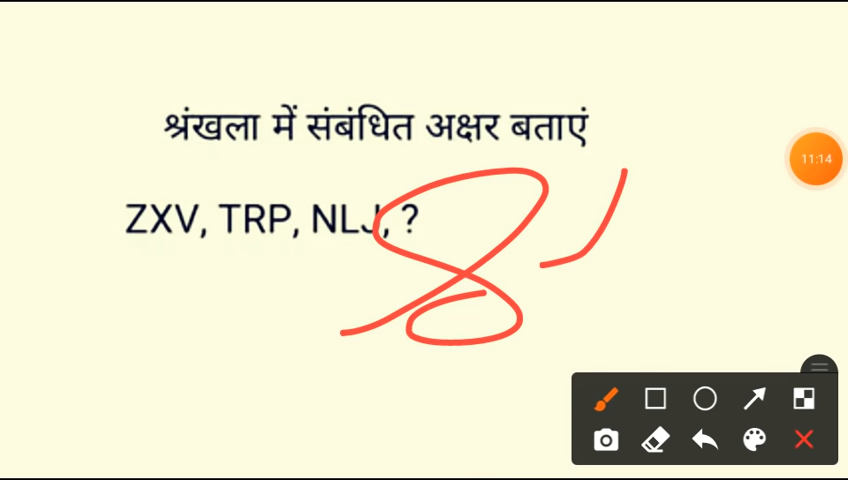 श्रंखला में संबंधित अक्षर बताएं
ZXV, TRP, NLJ, ?
11:14